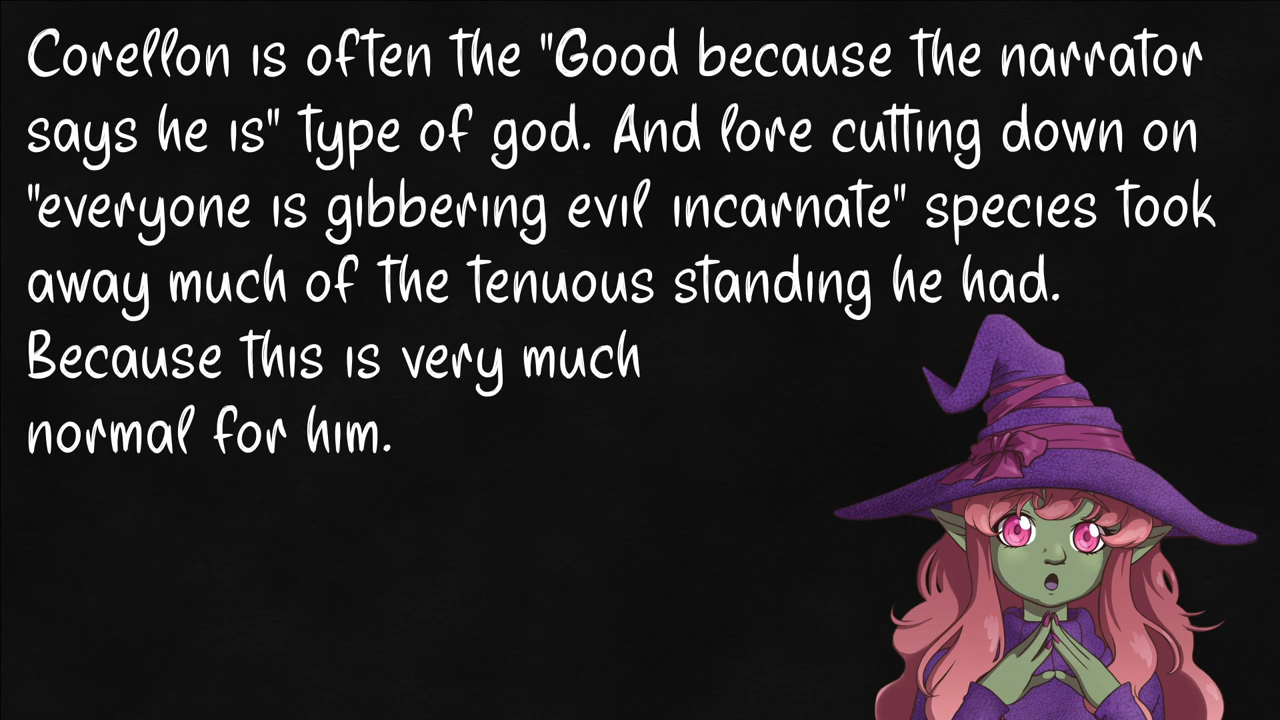 Corellon is often the "Good because the narrator
says he is" type of god. And lore cutting down on
"everyone is gibbering evil incarnate" species took
away much of the tenuous standing he had.
Because this is very much
normal for him.